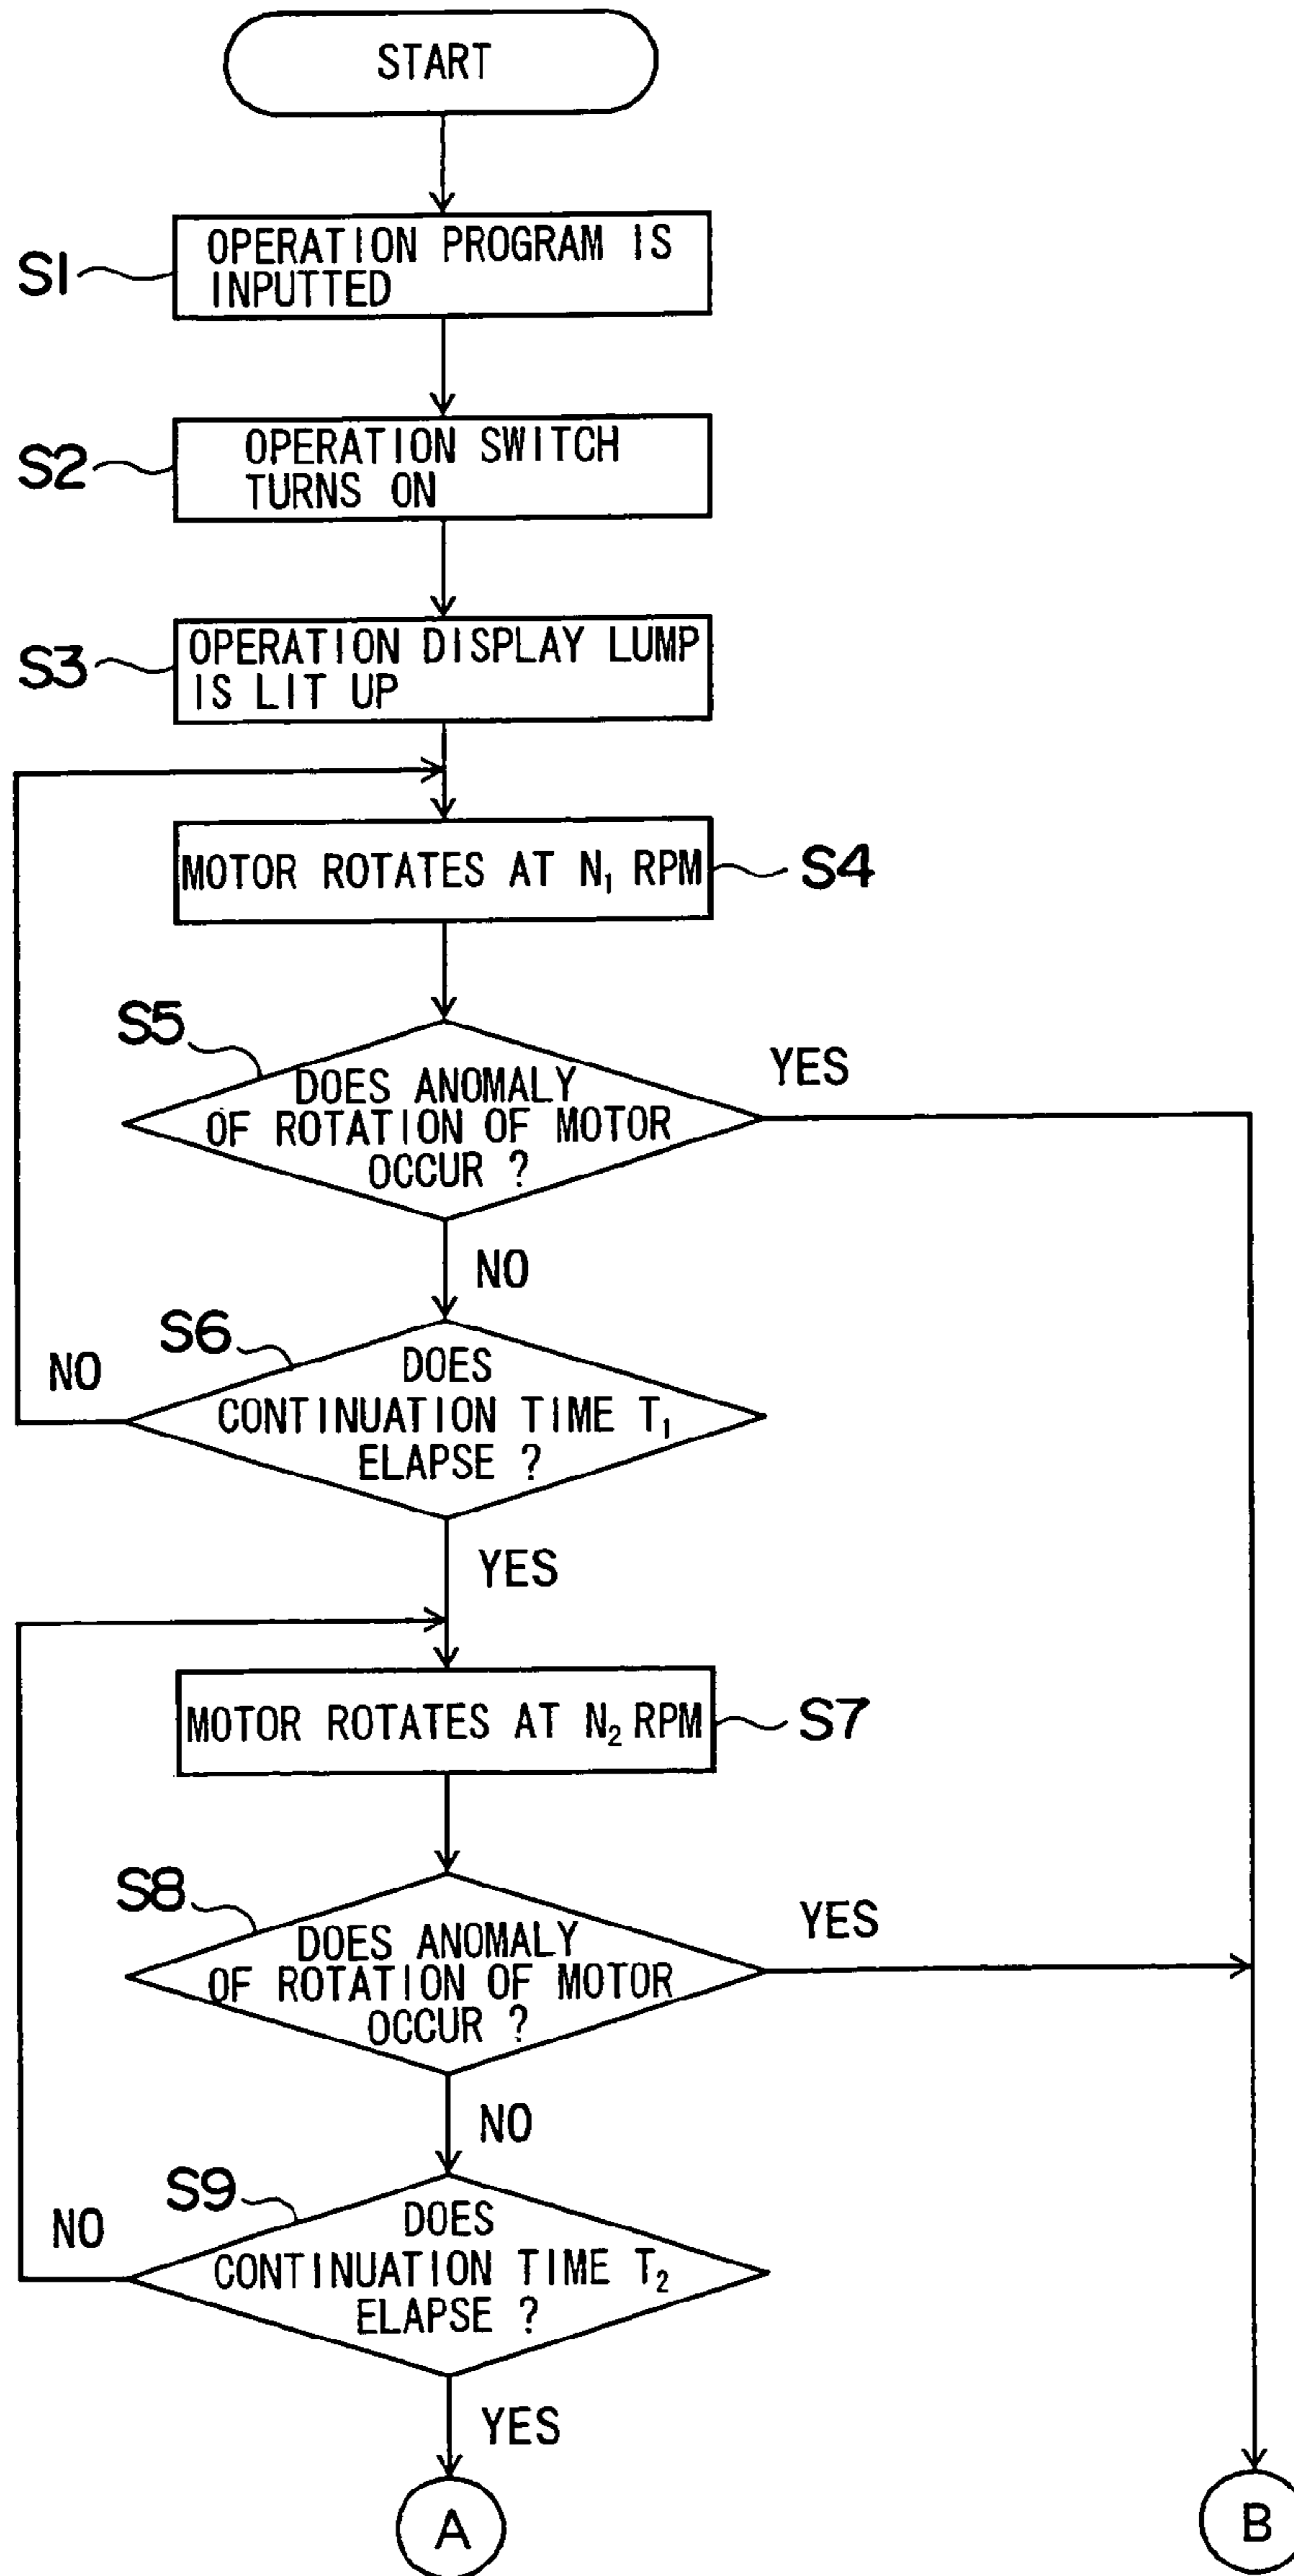 START
S1
OPERATION PROGRAM IS
INPUTTED
S2
OPERATION SWITCH
TURNS ON
S3
OPERATION DISPLAY LUMP
IS LIT UP
MOTOR ROTATES AT N₁ RPM
S4
S5
DOES ANOMALY
OF ROTATION OF MOTOR
OCCUR ?
YES
NO
S6
DOES
CONTINUATION TIME T₁
ELAPSE ?
NO
YES
MOTOR ROTATES AT N₂ RPM
S7
S8
DOES ANOMALY
OF ROTATION OF MOTOR
OCCUR ?
YES
NO
S9
DOES
CONTINUATION TIME T₂
ELAPSE ?
NO
YES
A
B